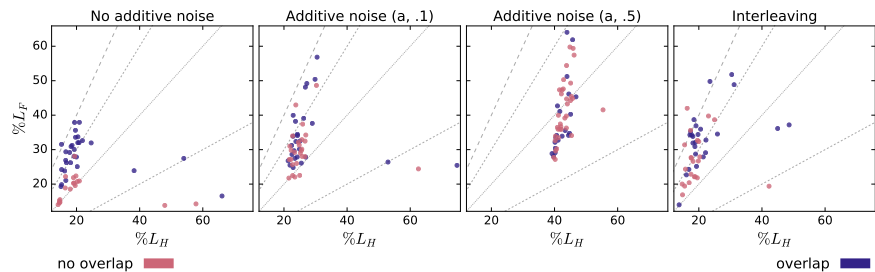 No additive noise
Additive noise (a, .1)
Additive noise (a, .5)
Interleaving
%L_F
60
50
40
30
20
20 40 60
20 40 60
20 40 60
20 40 60
%L_H
%L_H
%L_H
%L_H
no overlap
overlap